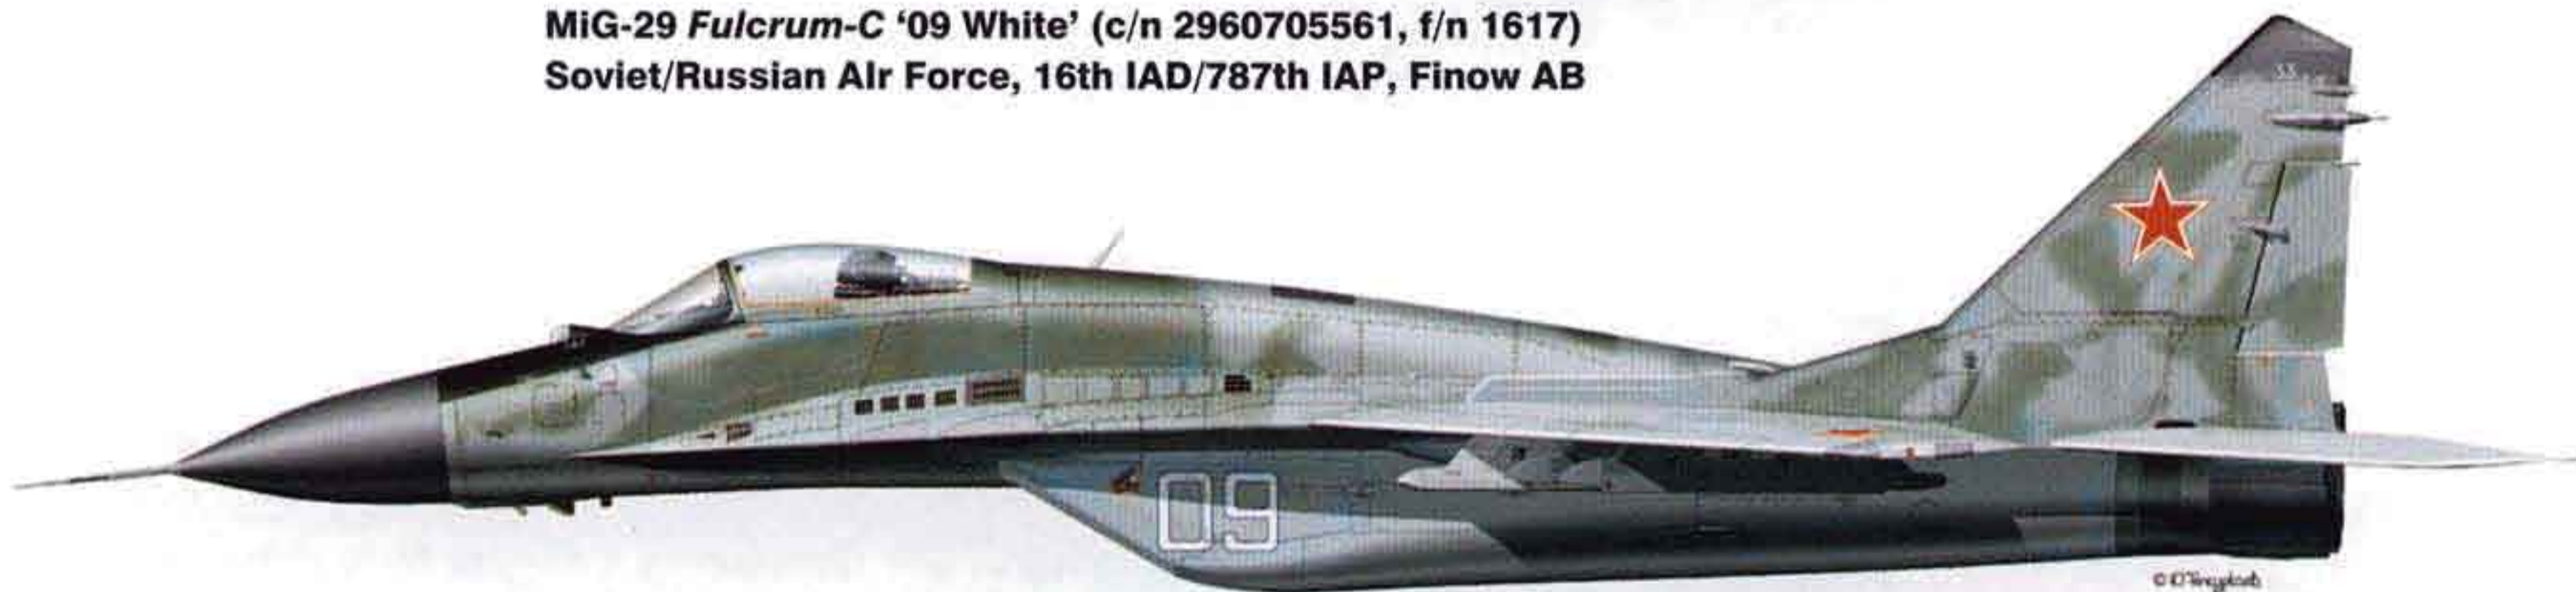 MiG-29 Fulcrum-C ‘09 White’ (c/n 2960705561, f/n 1617)
Soviet/Russian AIr Force, 16th IAD/787th IAP, Finow AB
09